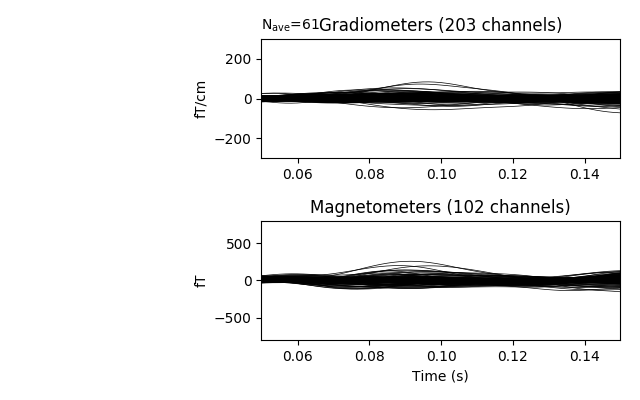 N_ave=61 Gradiometers (203 channels)
200
0
−200
fT/cm
0.06 0.08 0.10 0.12 0.14
Magnetometers (102 channels)
500
0
−500
fT
0.06 0.08 0.10 0.12 0.14
Time (s)